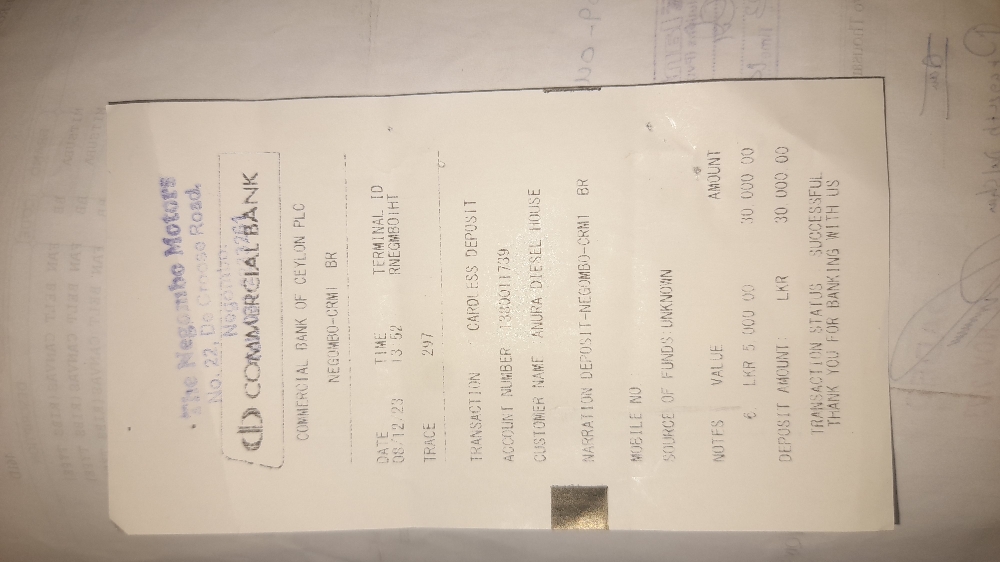 The Negombo Motors
No. 22, De Croose Road,
Negombo.
COMMERCIAL BANK
COMMERCIAL BANK OF CEYLON PLC
NEGOMBO-CRM1 BR
DATE TIME TERMINAL ID
08/12/23 13 52 RNEGMB01HT
TRACE 297
TRANSACTION CARDLESS DEPOSIT
ACCOUNT NUMBER 1380011739
CUSTOMER NAME ANURA DIESEL HOUSE
NARRATION DEPOSIT-NEGOMBO-CRM1 BR
MOBILE NO
SOURCE OF FUNDS UNKNOWN
NOTES VALUE AMOUNT
6 LKR 5 000 00 30 000 00
DEPOSIT AMOUNT: LKR 30 000.00
TRANSACTION STATUS SUCCESSFUL
THANK YOU FOR BANKING WITH US